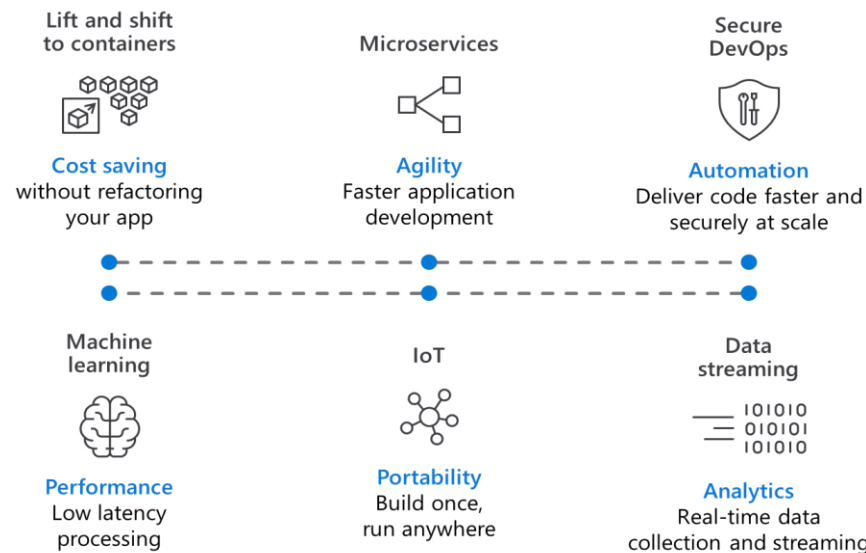 Lift and shift
to containers
Cost saving
without refactoring
your app
Microservices
Agility
Faster application
development
Secure
DevOps
Automation
Deliver code faster and
securely at scale
Machine
learning
Performance
Low latency
processing
IoT
Portability
Build once,
run anywhere
Data
streaming
101010
010101
101010
Analytics
Real-time data
collection and streaming